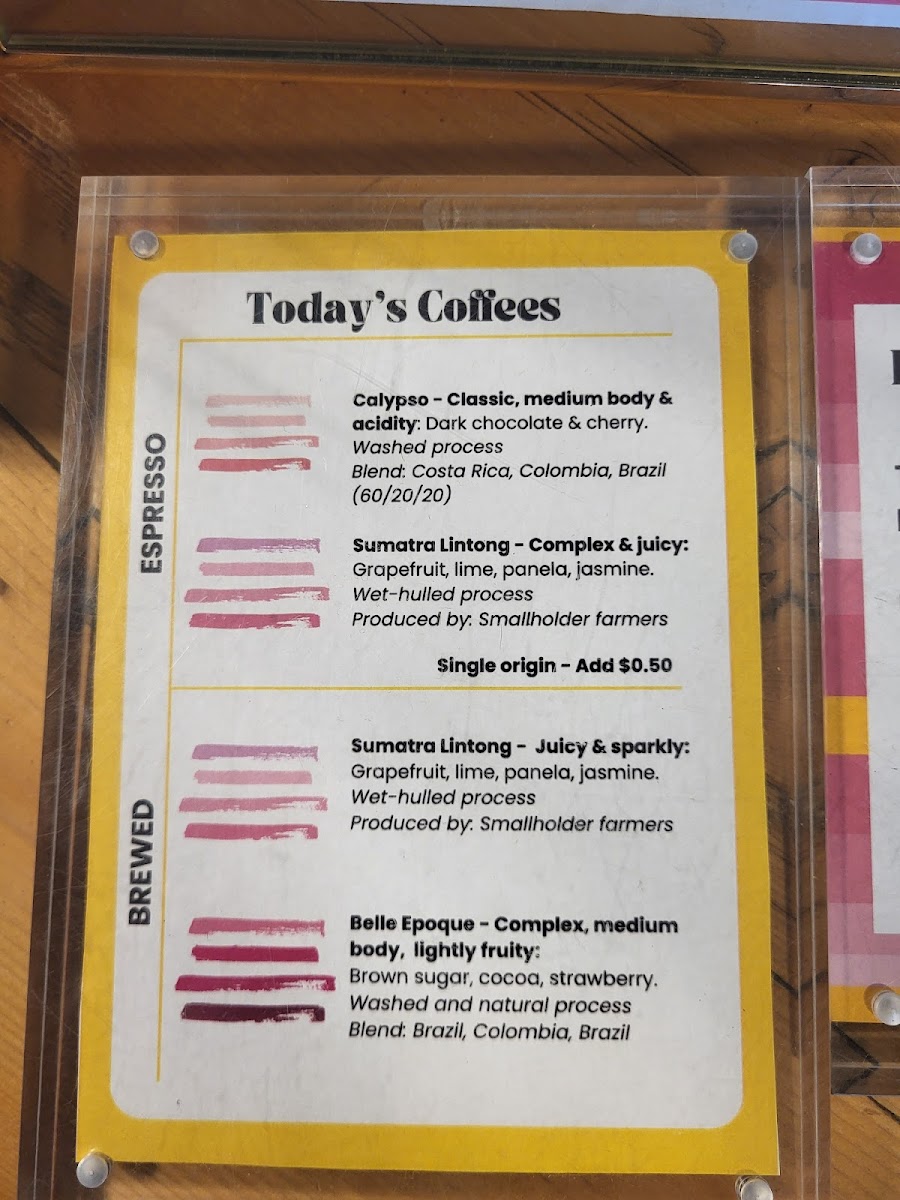 Today's Coffees
ESPRESSO
Calypso - Classic, medium body &
acidity: Dark chocolate & cherry.
Washed process
Blend: Costa Rica, Colombia, Brazil
(60/20/20)
Sumatra Lintong - Complex & juicy:
Grapefruit, lime, panela, jasmine.
Wet-hulled process
Produced by: Smallholder farmers
Single origin - Add $0.50
BREWED
Sumatra Lintong - Juicy & sparkly:
Grapefruit, lime, panela, jasmine.
Wet-hulled process
Produced by: Smallholder farmers
Belle Epoque - Complex, medium
body, lightly fruity:
Brown sugar, cocoa, strawberry.
Washed and natural process
Blend: Brazil, Colombia, Brazil